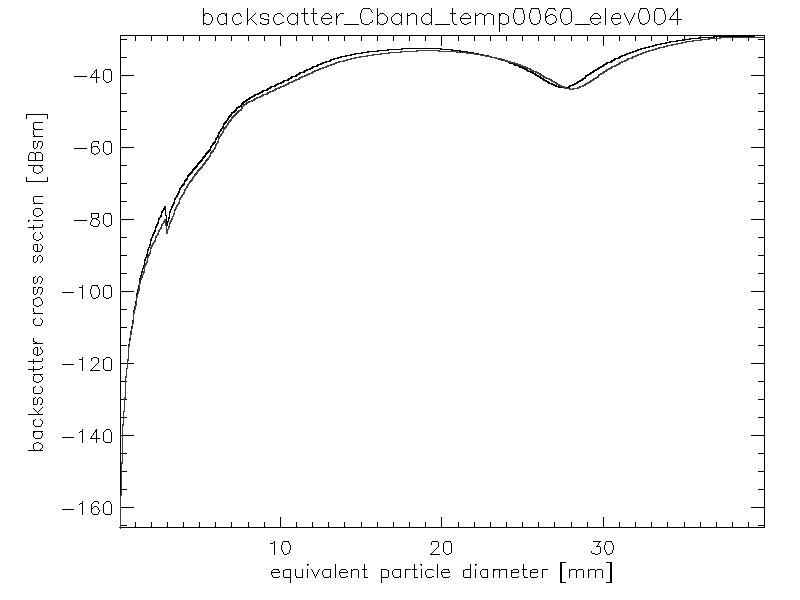 backscatter_Cband_temp0060_elev004
backscatter cross section [dBsm]
−40
−60
−80
−100
−120
−140
−160
10 20 30
equivalent particle diameter [mm]